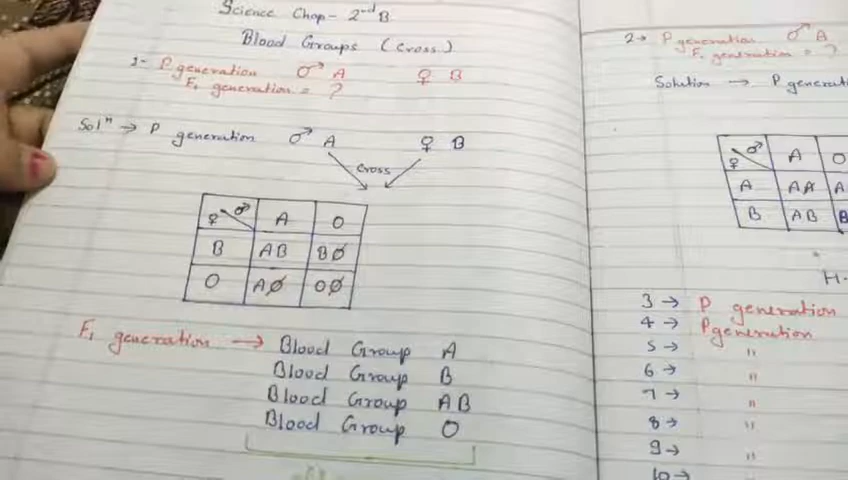 Science Chap- 2nd B
Blood Groups (Cross)
1- P generation ♂ A ♀ B
F1 generation = ?
Soln → P generation ♂ A ♀ B
Cross
♀ ♂ A O
B AB BO
O AO OO
F1 generation → Blood Group A
Blood Group B
Blood Group AB
Blood Group O
2→ P generation ♂ A
F1 generation = ?
Solution → P generati
♀ ♂ A O
A AA A
B AB B
H.
3 → P generation
4 → P generation
5 → "
6 → "
7 → "
8 → "
9 → "
10→